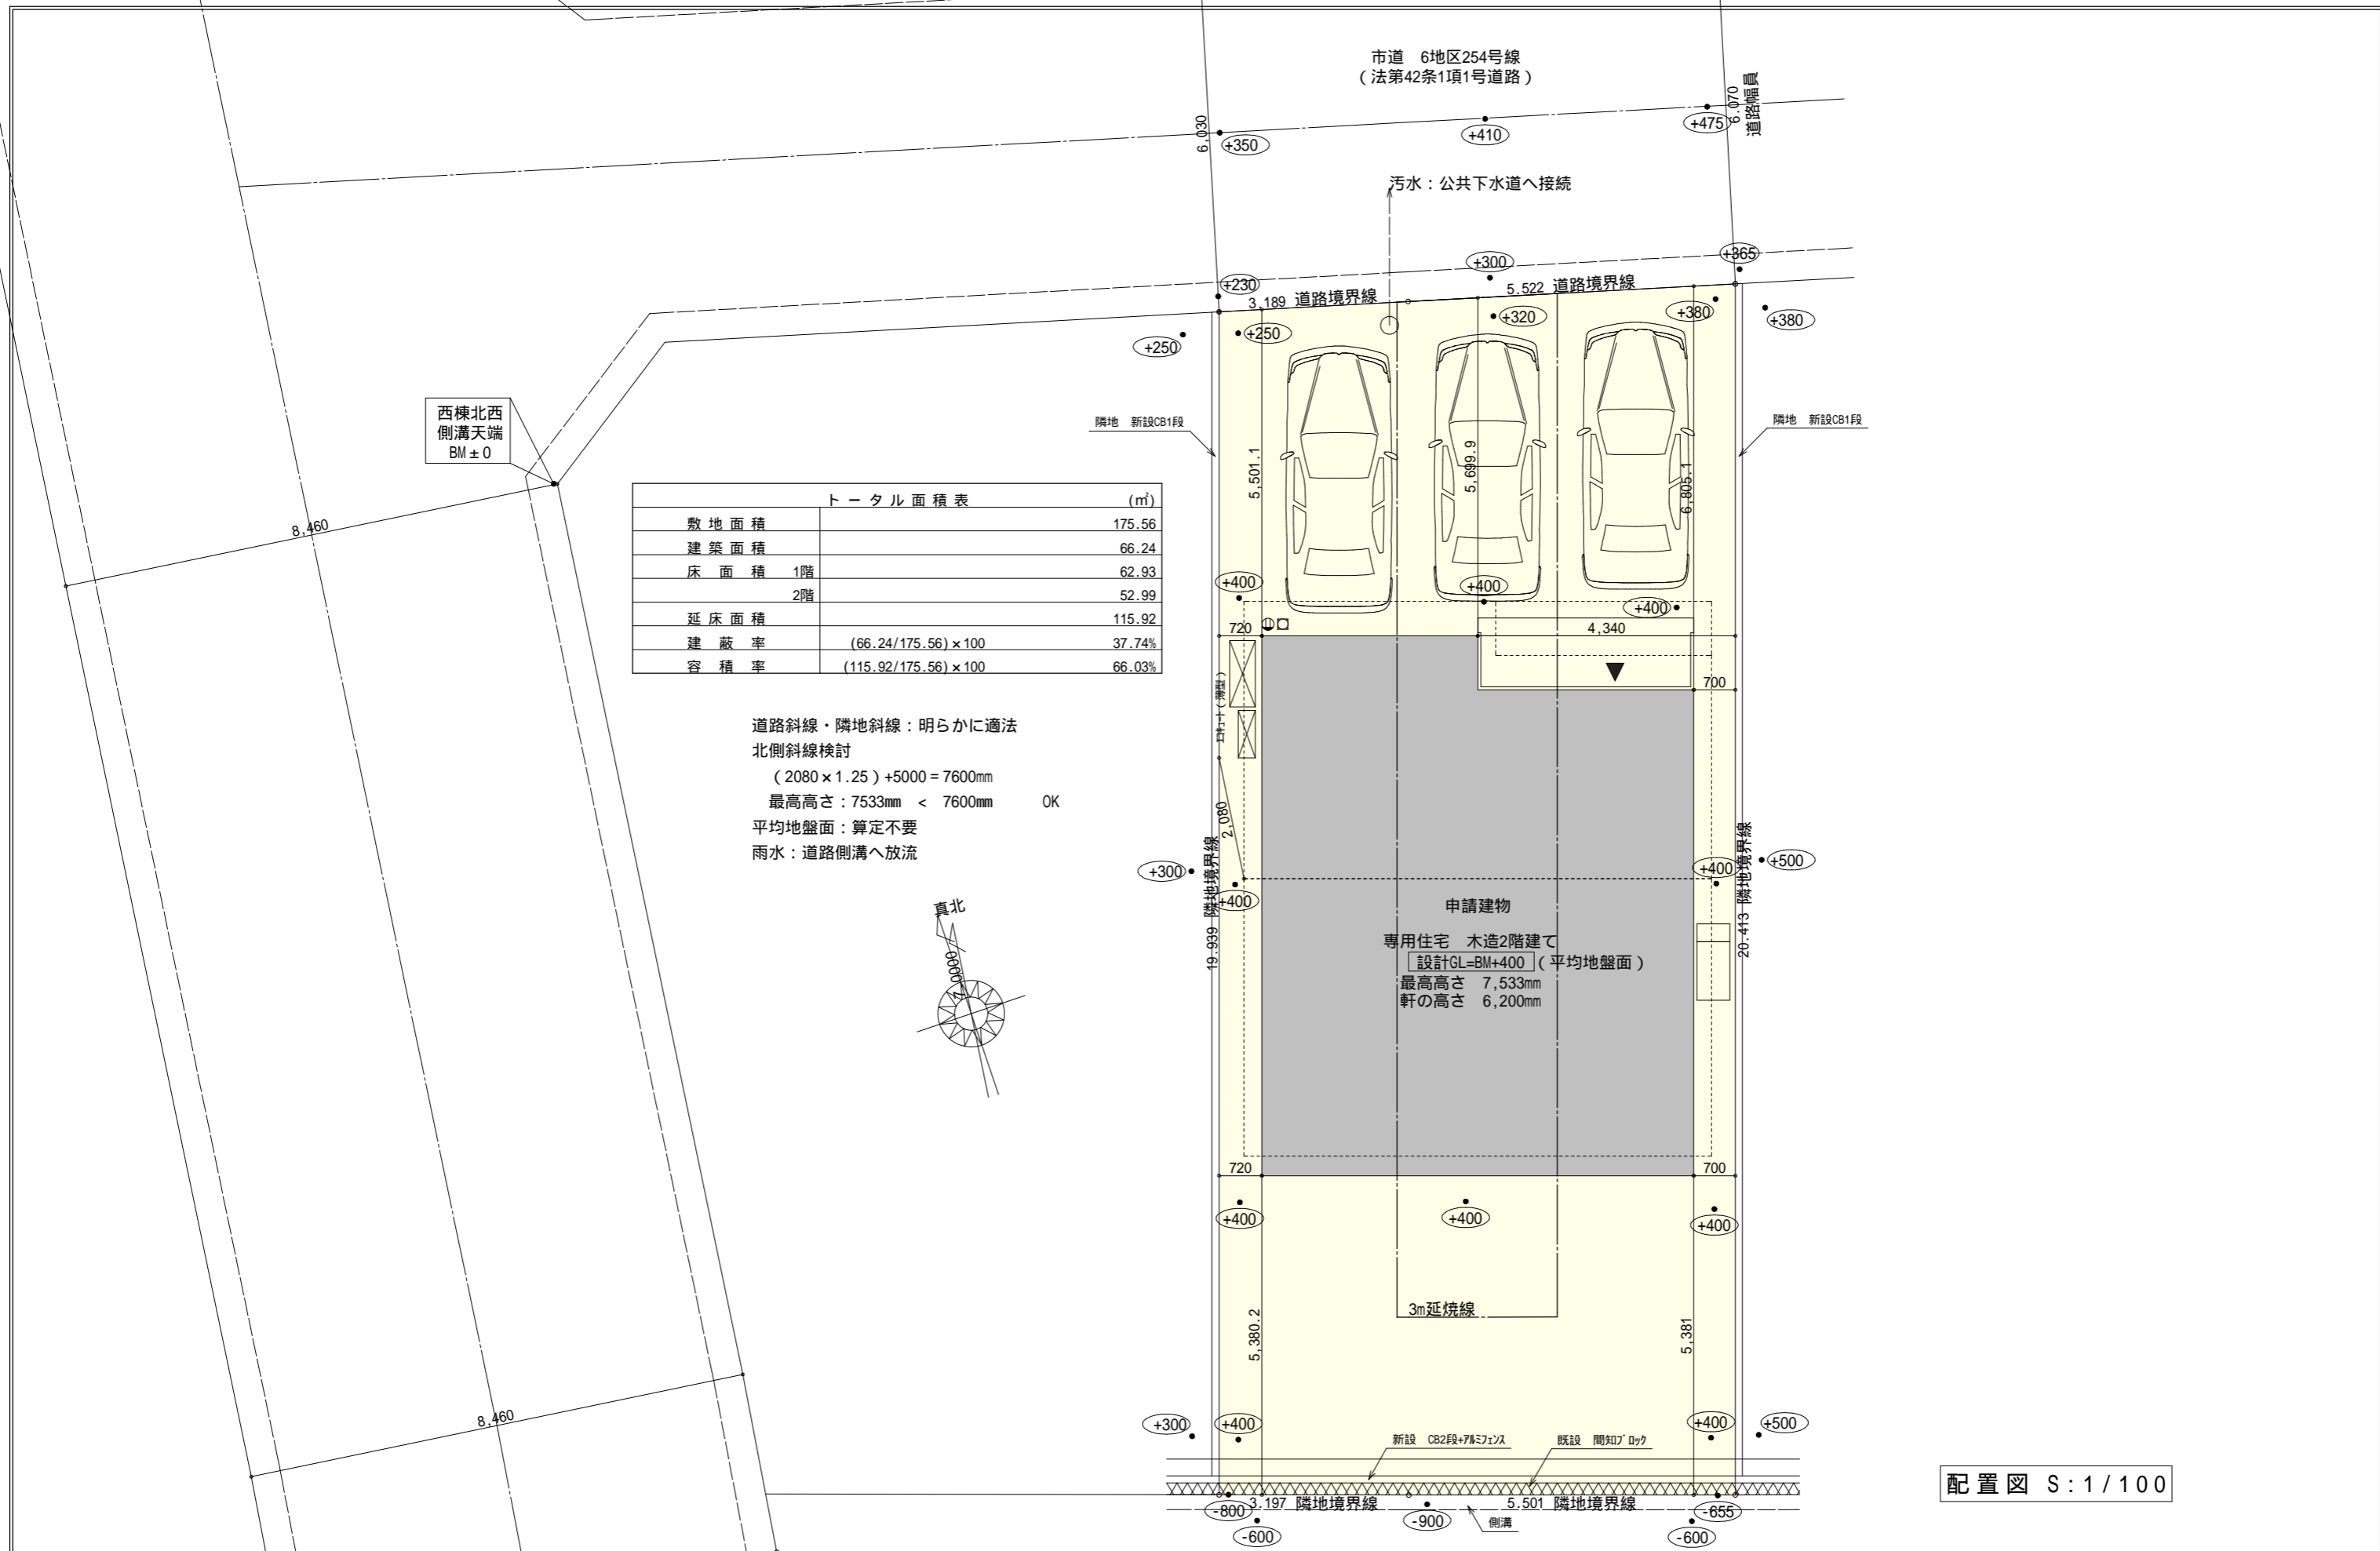 市道　6地区254号線
（法第42条1項1号道路）
6,030
6.070
道路幅員
+350
+410
+475
汚水：公共下水道へ接続
+230
+300
+365
3,189 道路境界線
5.522 道路境界線
+250
+250
+320
+380
+380
西棟北西
側溝天端
BM±0
隣地　新設CB1段
隣地　新設CB1段
8,460
5,501.1
5,699.9
6,805.1
トータル面積表 (㎡)
敷地面積 175.56
建築面積 66.24
床面積 1階 62.93
2階 52.99
延床面積 115.92
建蔽率 (66.24/175.56)×100 37.74%
容積率 (115.92/175.56)×100 66.03%
+400
+400
+400
720
4,340
700
ｴｺｷｭｰﾄ（薄型）
道路斜線・隣地斜線：明らかに適法
北側斜線検討
（2080×1.25）+5000＝7600mm
最高高さ：7533mm　<　7600mm　　OK
平均地盤面：算定不要
雨水：道路側溝へ放流
2,080
+300
+400
+400
+500
19.939 隣地境界線
20.413 隣地境界線
真北
7.0000
申請建物
専用住宅　木造2階建て
設計GL=BM+400（平均地盤面）
最高高さ　7,533mm
軒の高さ　6,200mm
720
700
+400
+400
+400
3m延焼線
5,380.2
5,381
8,460
+300
+400
+400
+500
新設　CB2段+ｱﾙﾐﾌｪﾝｽ
既設　間知ﾌﾞﾛｯｸ
配置図 S:1/100
3.197 隣地境界線
5.501 隣地境界線
-800
-900
-655
側溝
-600
-600